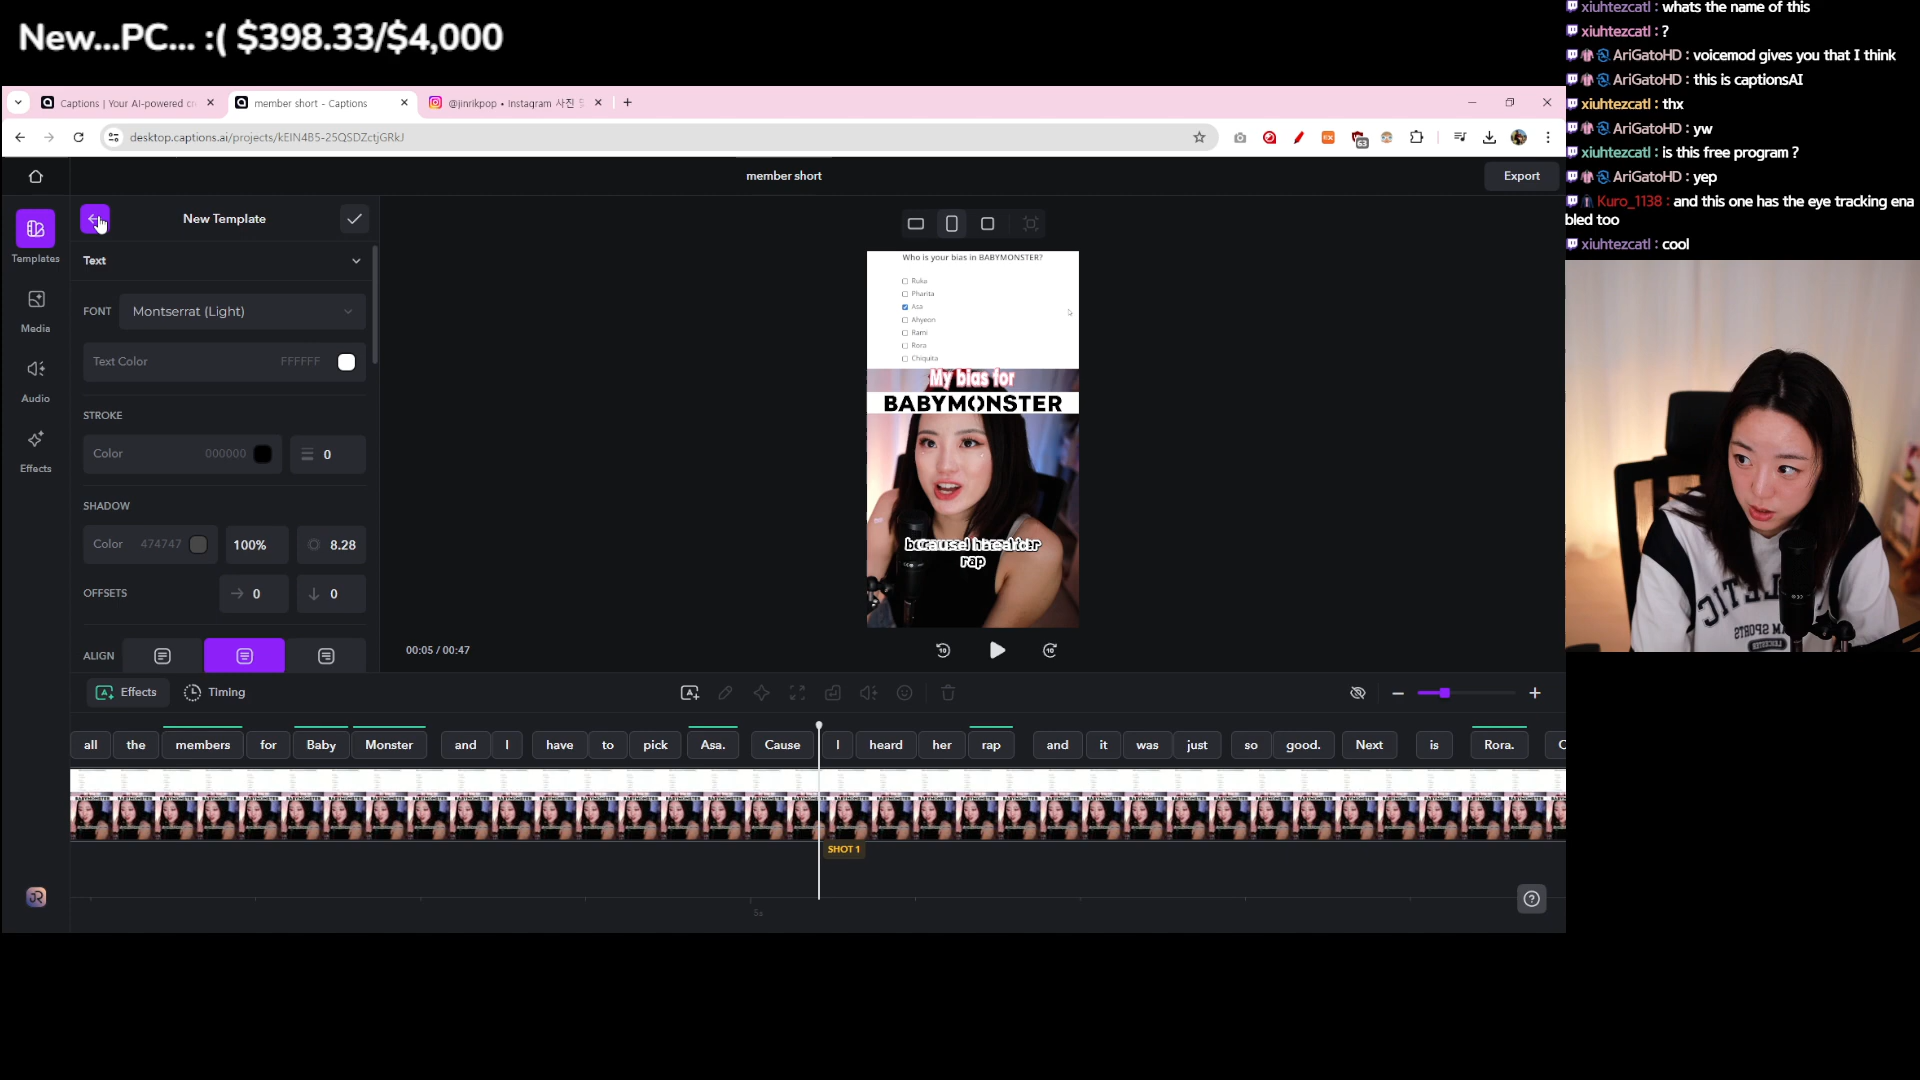 New...PC... :( $398.33/$4,000
xiuhtezcatl : whats the name of this
xiuhtezcatl : ?
AriGatoHD : voicemod gives you that I think
AriGatoHD : this is captionsAI
xiuhtezcatl : thx
AriGatoHD : yw
xiuhtezcatl : is this free program ?
AriGatoHD : yep
Kuro_1138 : and this one has the eye tracking ena
bled too
xiuhtezcatl : cool
Captions | Your AI-powered cr
member short - Captions
@jinrikpop • Instagram 사진 및
desktop.captions.ai/projects/kEIN4B5-25QSDZctjGRkJ
63
member short
Export
Templates
Media
Audio
Effects
New Template
Text
FONT
Montserrat (Light)
Text Color
FFFFFF
STROKE
Color
000000
0
SHADOW
Color
474747
100%
8.28
OFFSETS
0
0
ALIGN
Who is your bias in BABYMONSTER?
Ruka
Pharita
Asa
Ahyeon
Rami
Rora
Chiquita
My bias for
BABYMONSTER
rap
00:05 / 00:47
10
10
Effects
Timing
all the members for Baby Monster and I have to pick Asa. Cause I heard her rap and it was just so good. Next is Rora.
SHOT 1
5s